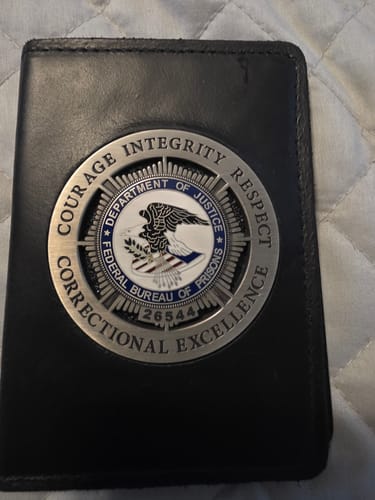 COURAGE INTEGRITY RESPECT
DEPARTMENT OF JUSTICE
FEDERAL BUREAU OF PRISONS
26544
CORRECTIONAL EXCELLENCE